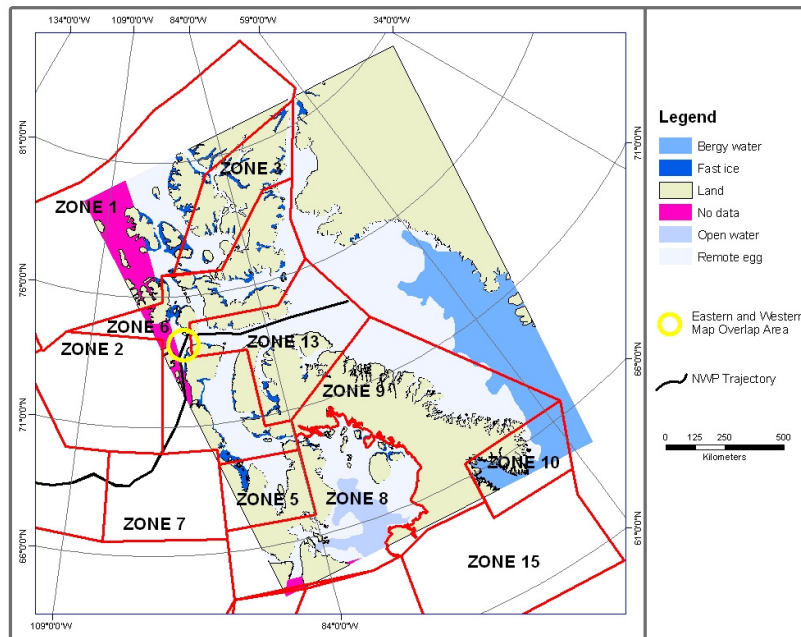 134°0'0"W 109°0'0"W 84°0'0"W 59°0'0"W 34°0'0"W
81°0'0"N
71°0'0"N
ZONE 3
ZONE 1
76°0'0"N
ZONE 6
ZONE 2
ZONE 13
66°0'0"N
ZONE 9
71°0'0"N
ZONE 10
ZONE 5
ZONE 8
ZONE 7
61°0'0"N
66°0'0"N
ZONE 15
109°0'0"W
84°0'0"W
Legend
Bergy water
Fast ice
Land
No data
Open water
Remote egg
Eastern and Western
Map Overlap Area
NWP Trajectory
0 125 250 500
Kilometers